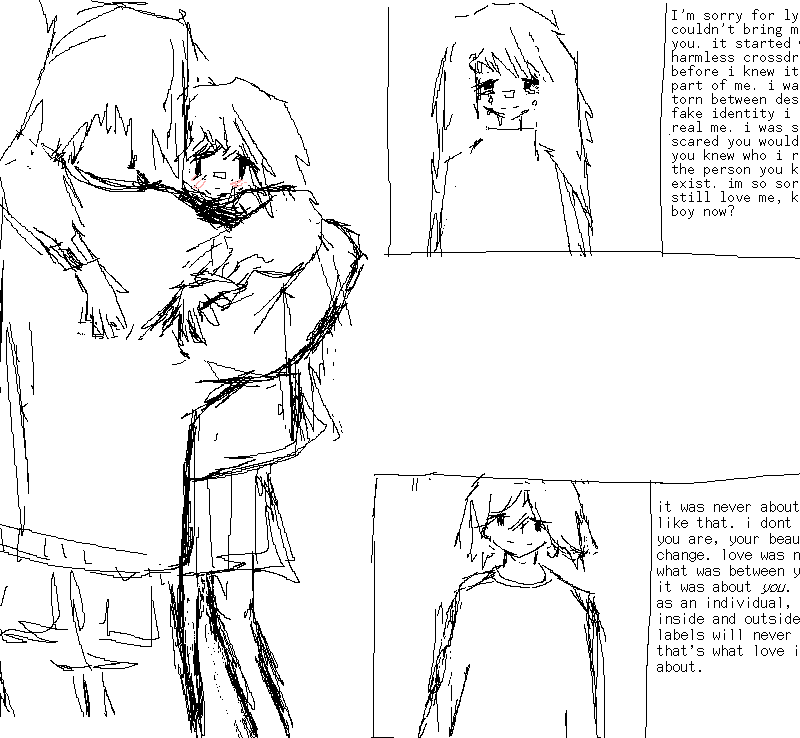 I'm sorry for ly
couldn't bring m
you. it started
harmless crossdr
before i knew it
part of me. i wa
torn between des
fake identity i
real me. i was s
scared you would
you knew who i r
the person you k
exist. im so sor
still love me, k
boy now?
it was never about
like that. i dont
you are, your beau
change. love was n
what was between y
it was about you.
as an individual,
inside and outside
labels will never
that's what love i
about.